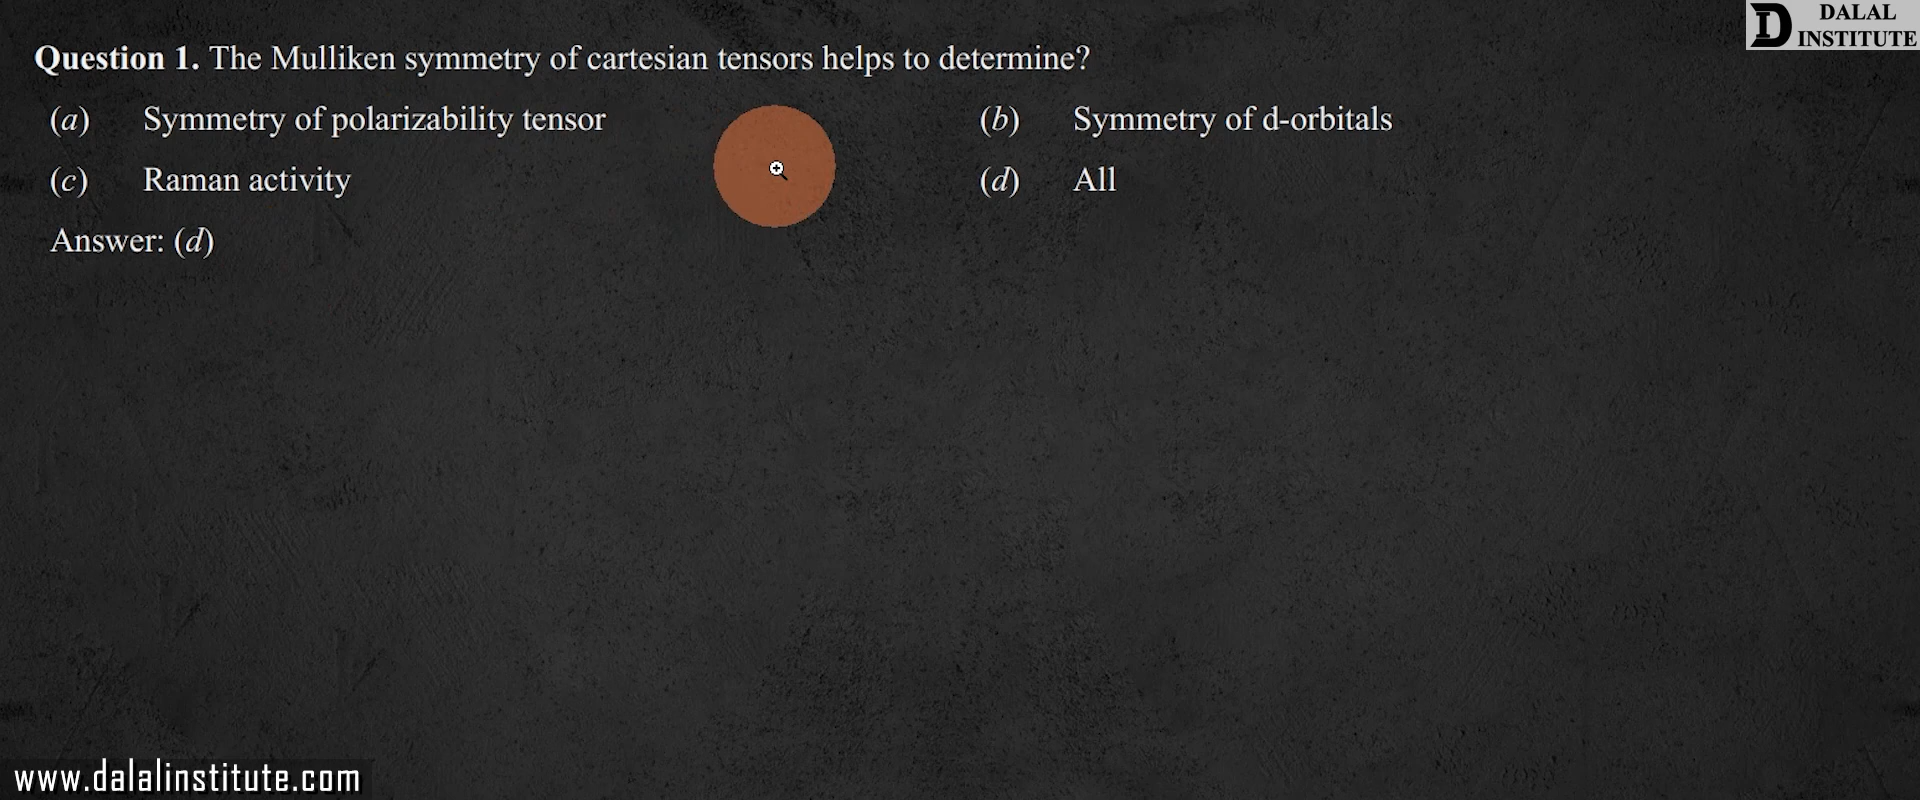 DALAL
INSTITUTE
Question 1. The Mulliken symmetry of cartesian tensors helps to determine?
(a) Symmetry of polarizability tensor (b) Symmetry of d-orbitals
(c) Raman activity (d) All
Answer: (d)
www.dalalinstitute.com